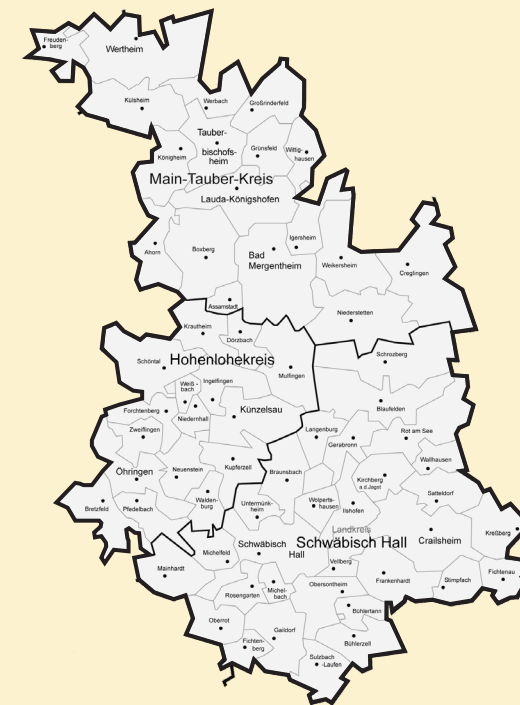 Freuden-
berg
Wertheim
Külsheim
Werbach
Großrinderfeld
Tauber-
bischofs-
heim
Königheim
Grünsfeld
Wittig-
hausen
Main-Tauber-Kreis
Lauda-Königshofen
Ahorn
Boxberg
Bad
Mergentheim
Igersheim
Weikersheim
Creglingen
Assamstadt
Niederstetten
Krautheim
Dörzbach
Schöntal
Hohenlohekreis
Mulfingen
Schrozberg
Weiß-
bach
Ingelfingen
Forchtenberg
Niedernhall
Künzelsau
Blaufelden
Zweiflingen
Langenburg
Gerabronn
Rot am See
Öhringen
Neuenstein
Kupferzell
Braunsbach
Wallhausen
Kirchberg
a.d.Jagst
Bretzfeld
Pfedelbach
Walden-
burg
Untermünk-
heim
Wolperts-
hausen
Ilshofen
Satteldorf
Landkreis
Schwäbisch Hall
Crailsheim
Kreßberg
Michelfeld
Schwäbisch
Hall
Mainhardt
Vellberg
Obersontheim
Frankenhardt
Stimpfach
Fichtenau
Rosengarten
Michel-
bach
Bühlertann
Oberrot
Fichten-
berg
Gaildorf
Bühlerzell
Sulzbach
-Laufen